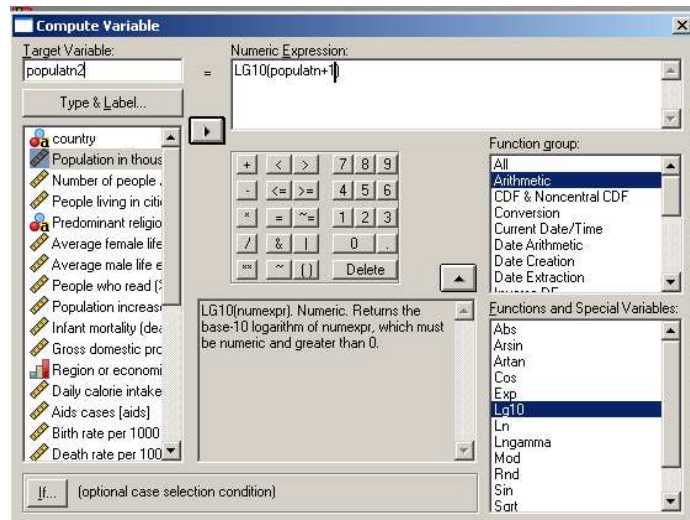 Compute Variable
Target Variable:
populatn2
=
Numeric Expression:
LG10(populatn+1)
Type & Label...
country
Population in thous
Number of people .
People living in citi
Predominant religio
Average female life
Average male life e
People who read (%
Population increas
Infant mortality (dea
Gross domestic pro
Region or economi
Daily calorie intake
Aids cases [aids]
Birth rate per 1000
Death rate per 100
+ < > 7 8 9
- <= >= 4 5 6
* = ~= 1 2 3
/ & | 0 .
** ~ () Delete
LG10(numexpr). Numeric. Returns the
base-10 logarithm of numexpr, which must
be numeric and greater than 0.
Function group:
All
Arithmetic
CDF & Noncentral CDF
Conversion
Current Date/Time
Date Arithmetic
Date Creation
Date Extraction
Functions and Special Variables:
Abs
Arsin
Artan
Cos
Exp
Lg10
Ln
Lngamma
Mod
Rnd
Sin
Sqrt
If...
(optional case selection condition)